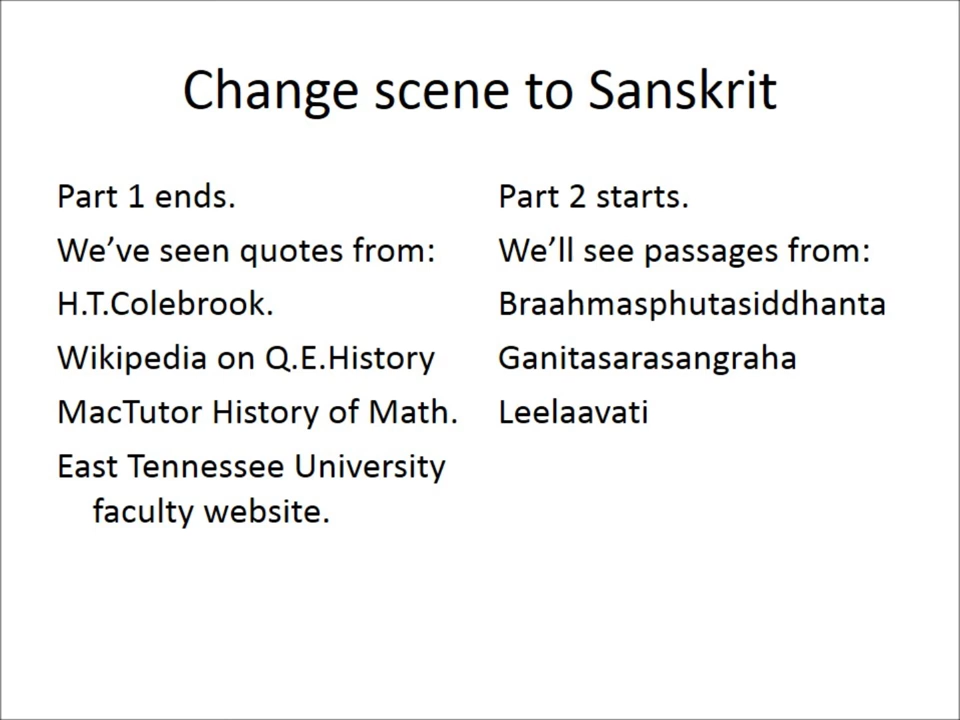 Change scene to Sanskrit
Part 1 ends.
We’ve seen quotes from:
H.T.Colebrook.
Wikipedia on Q.E.History
MacTutor History of Math.
East Tennessee University
faculty website.
Part 2 starts.
We’ll see passages from:
Braahmasphutasiddhanta
Ganitasarasangraha
Leelaavati